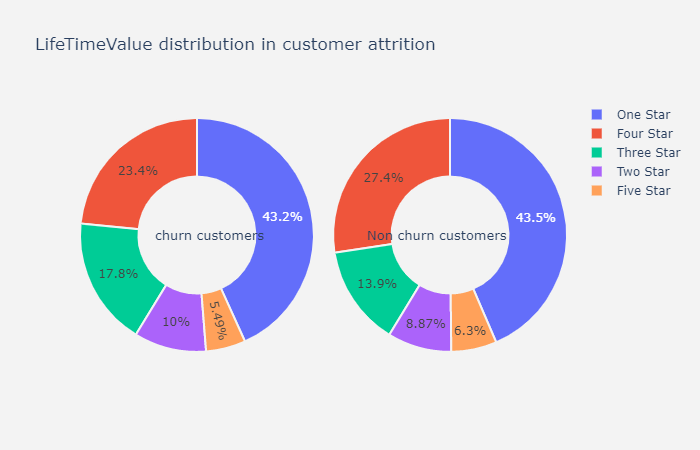 LifeTimeValue distribution in customer attrition
One Star
Four Star
Three Star
Two Star
Five Star
23.4%
43.2%
churn customers
17.8%
10%
5.49%
27.4%
43.5%
Non churn customers
13.9%
8.87%
6.3%